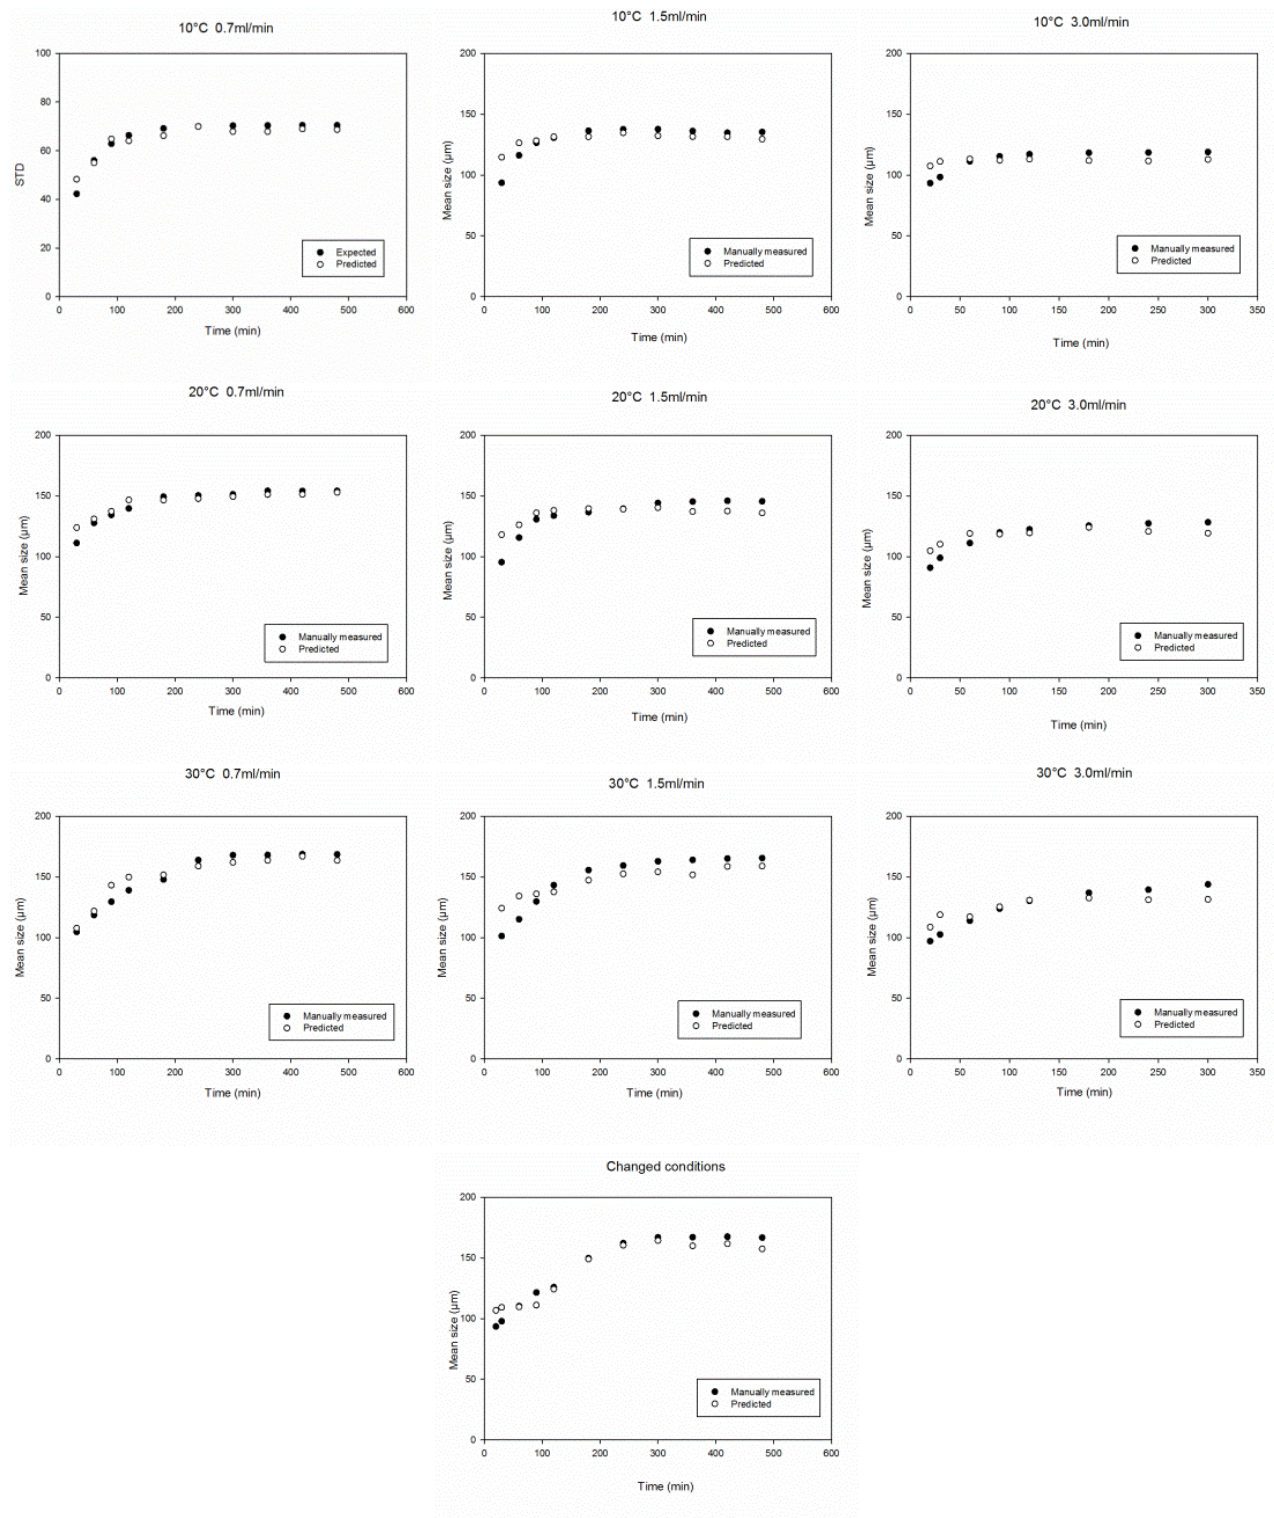 10°C 0.7ml/min
100
80
60
40
20
0
STD
0 100 200 300 400 500 600
Time (min)
Expected
Predicted
10°C 1.5ml/min
200
150
100
50
0
Mean size (µm)
0 100 200 300 400 500 600
Time (min)
Manually measured
Predicted
10°C 3.0ml/min
200
150
100
50
0
Mean size (µm)
0 50 100 150 200 250 300 350
Time (min)
Manually measured
Predicted
20°C 0.7ml/min
200
150
100
50
0
Mean size (µm)
0 100 200 300 400 500 600
Time (min)
Manually measured
Predicted
20°C 1.5ml/min
200
150
100
50
0
Mean size (µm)
0 100 200 300 400 500 600
Time (min)
Manually measured
Predicted
20°C 3.0ml/min
200
150
100
50
0
Mean size (µm)
0 50 100 150 200 250 300 350
Time (min)
Manually measured
Predicted
30°C 0.7ml/min
200
150
100
50
0
Mean size (µm)
0 100 200 300 400 500 600
Time (min)
Manually measured
Predicted
30°C 1.5ml/min
200
150
100
50
0
Mean size (µm)
0 100 200 300 400 500 600
Time (min)
Manually measured
Predicted
30°C 3.0ml/min
200
150
100
50
0
Mean size (µm)
0 50 100 150 200 250 300 350
Time (min)
Manually measured
Predicted
Changed conditions
200
150
100
50
0
Mean size (µm)
0 100 200 300 400 500 600
Time (min)
Manually measured
Predicted